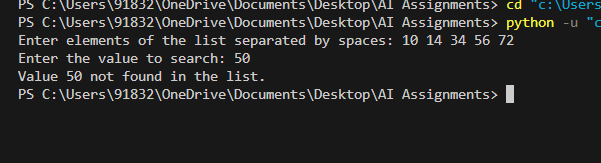 PS C:\Users\91832\OneDrive\Documents\Desktop\AI Assignments> cd "c:\Users
PS C:\Users\91832\OneDrive\Documents\Desktop\AI Assignments> python -u "c
Enter elements of the list separated by spaces: 10 14 34 56 72
Enter the value to search: 50
Value 50 not found in the list.
PS C:\Users\91832\OneDrive\Documents\Desktop\AI Assignments>